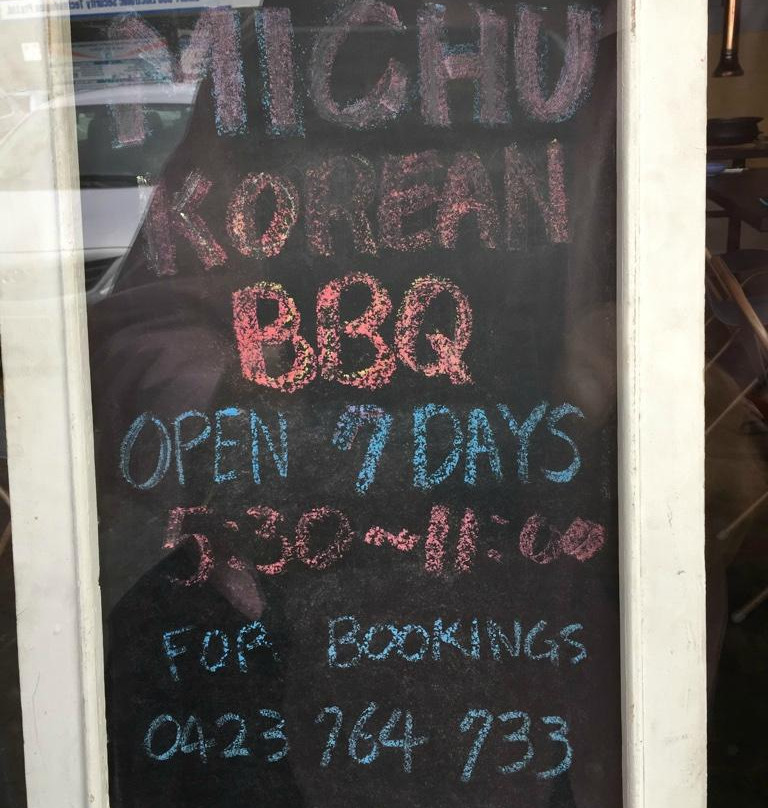 MICHU
KOREAN
BBQ
OPEN 7 DAYS
5:30~11:00
FOR BOOKINGS
0423 764 733